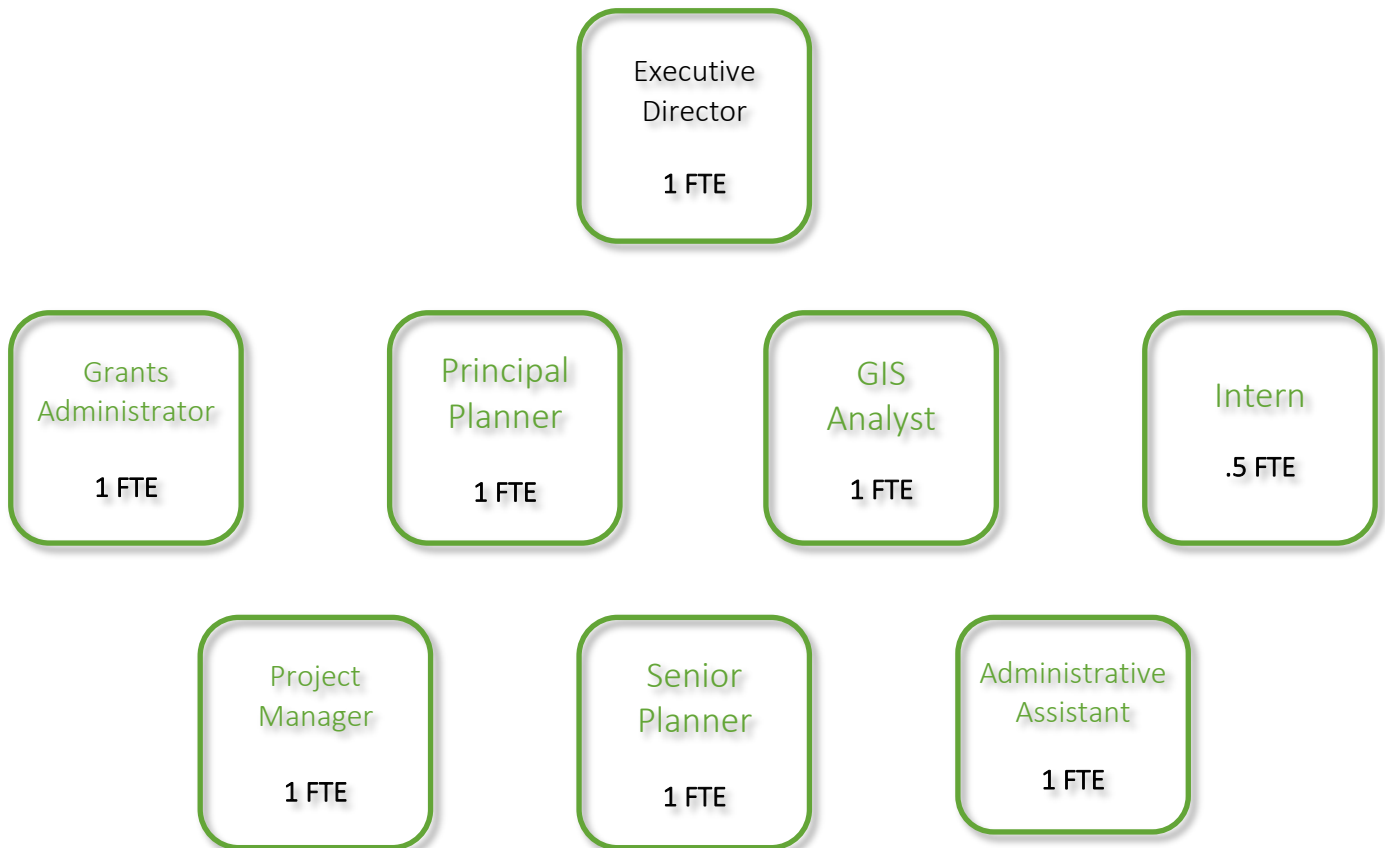 Executive
Director
1 FTE
Grants
Administrator
1 FTE
Principal
Planner
1 FTE
GIS
Analyst
1 FTE
Intern
.5 FTE
Project
Manager
1 FTE
Senior
Planner
1 FTE
Administrative
Assistant
1 FTE